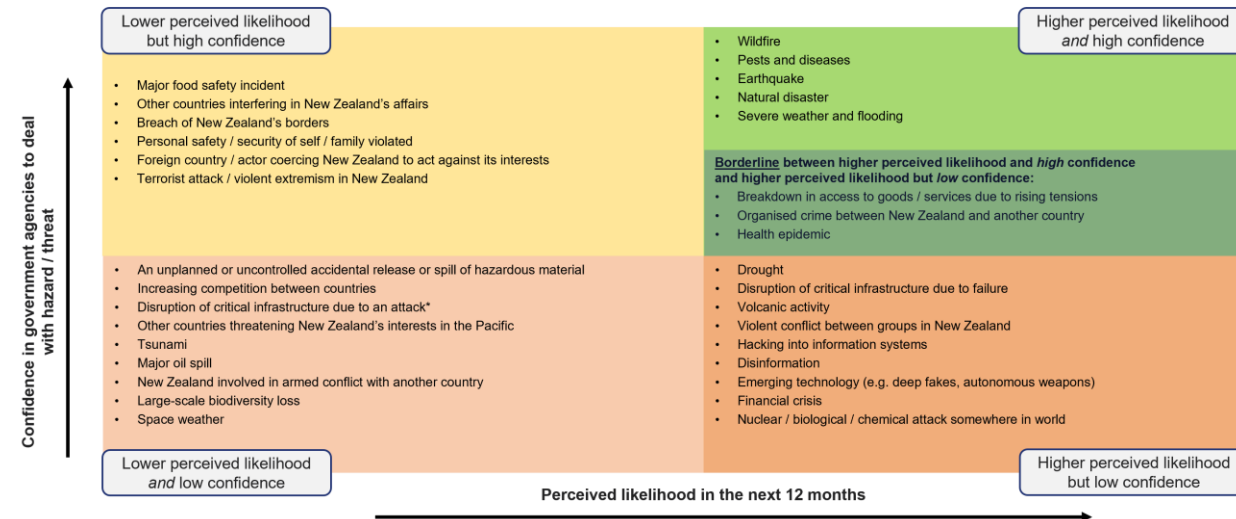 Lower perceived likelihood
but high confidence
Higher perceived likelihood
and high confidence
Confidence in government agencies to deal
with hazard / threat
• Major food safety incident
• Other countries interfering in New Zealand's affairs
• Breach of New Zealand's borders
• Personal safety / security of self / family violated
• Foreign country / actor coercing New Zealand to act against its interests
• Terrorist attack / violent extremism in New Zealand
• Wildfire
• Pests and diseases
• Earthquake
• Natural disaster
• Severe weather and flooding
Borderline between higher perceived likelihood and high confidence
and higher perceived likelihood but low confidence:
• Breakdown in access to goods / services due to rising tensions
• Organised crime between New Zealand and another country
• Health epidemic
• An unplanned or uncontrolled accidental release or spill of hazardous material
• Increasing competition between countries
• Disruption of critical infrastructure due to an attack*
• Other countries threatening New Zealand's interests in the Pacific
• Tsunami
• Major oil spill
• New Zealand involved in armed conflict with another country
• Large-scale biodiversity loss
• Space weather
• Drought
• Disruption of critical infrastructure due to failure
• Volcanic activity
• Violent conflict between groups in New Zealand
• Hacking into information systems
• Disinformation
• Emerging technology (e.g. deep fakes, autonomous weapons)
• Financial crisis
• Nuclear / biological / chemical attack somewhere in world
Lower perceived likelihood
and low confidence
Higher perceived likelihood
but low confidence
Perceived likelihood in the next 12 months